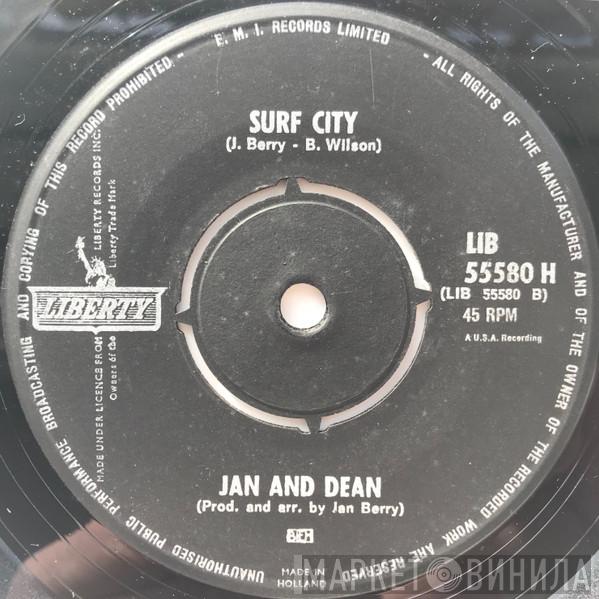 E. M. I. RECORDS LIMITED - ALL RIGHTS OF THE MANUFACTURER AND OF THE OWNER OF THE RECORDED WORK ARE RESERVED
UNAUTHORISED PUBLIC PERFORMANCE BROADCASTING AND COPYING OF THIS RECORD PROHIBITED -
SURF CITY
(J. Berry - B. Wilson)
LIBERTY
MADE UNDER LICENCE FROM LIBERTY RECORDS INC.
Owners of the Liberty Trade Mark
LIB
55580 H
(LIB 55580 B)
45 RPM
A U.S.A. Recording
JAN AND DEAN
(Prod. and arr. by Jan Berry)
MADE IN
HOLLAND
МАРКЕТ ВИНИЛА